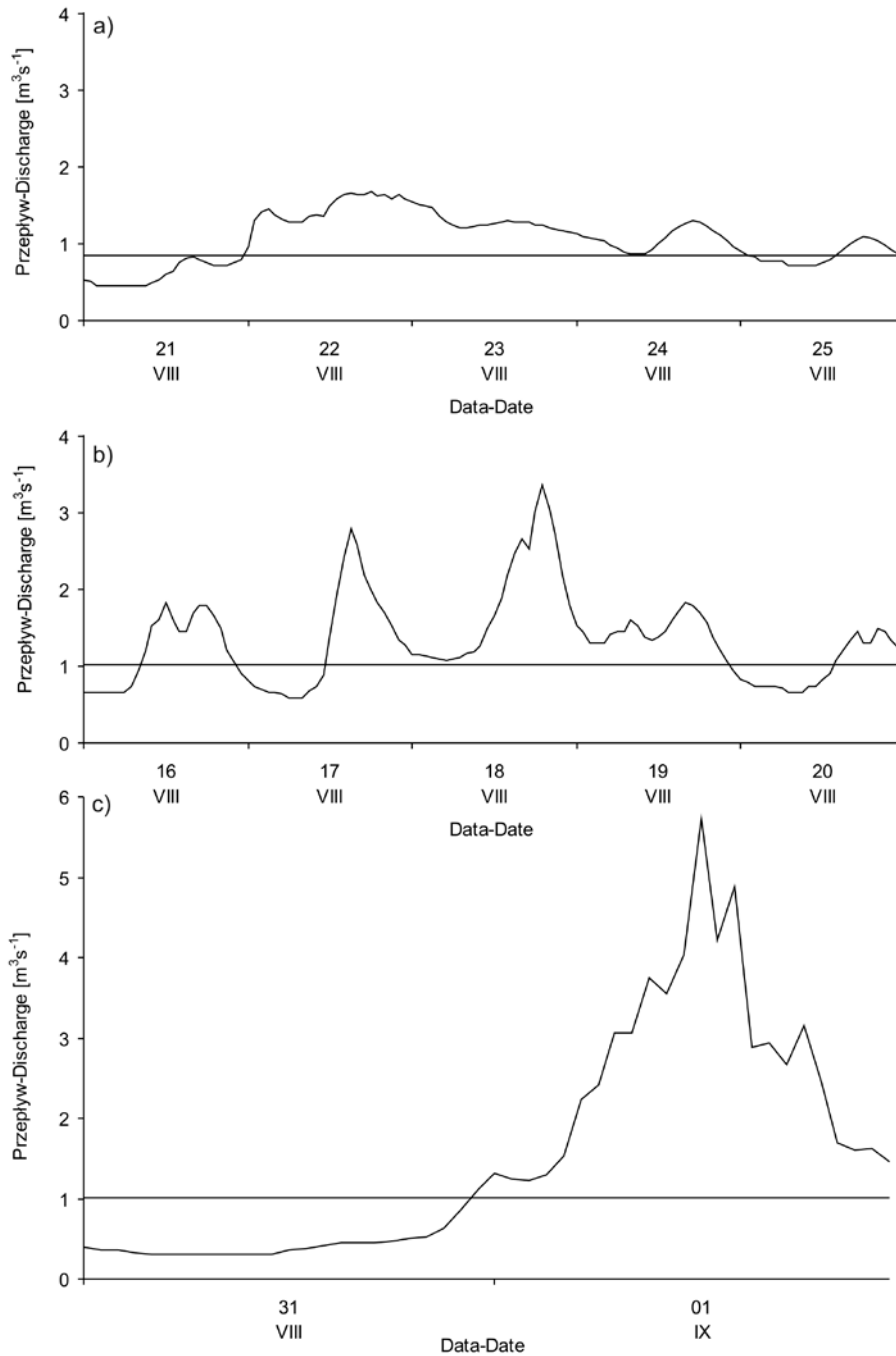 a)
Przepływ-Discharge [m³s⁻¹]
4
3
2
1
0
21 22 23 24 25
VIII VIII VIII VIII VIII
Data-Date
b)
Przepływ-Discharge [m³s⁻¹]
4
3
2
1
0
16 17 18 19 20
VIII VIII VIII VIII VIII
Data-Date
c)
Przepływ-Discharge [m³s⁻¹]
6
5
4
3
2
1
0
31 01
VIII IX
Data-Date